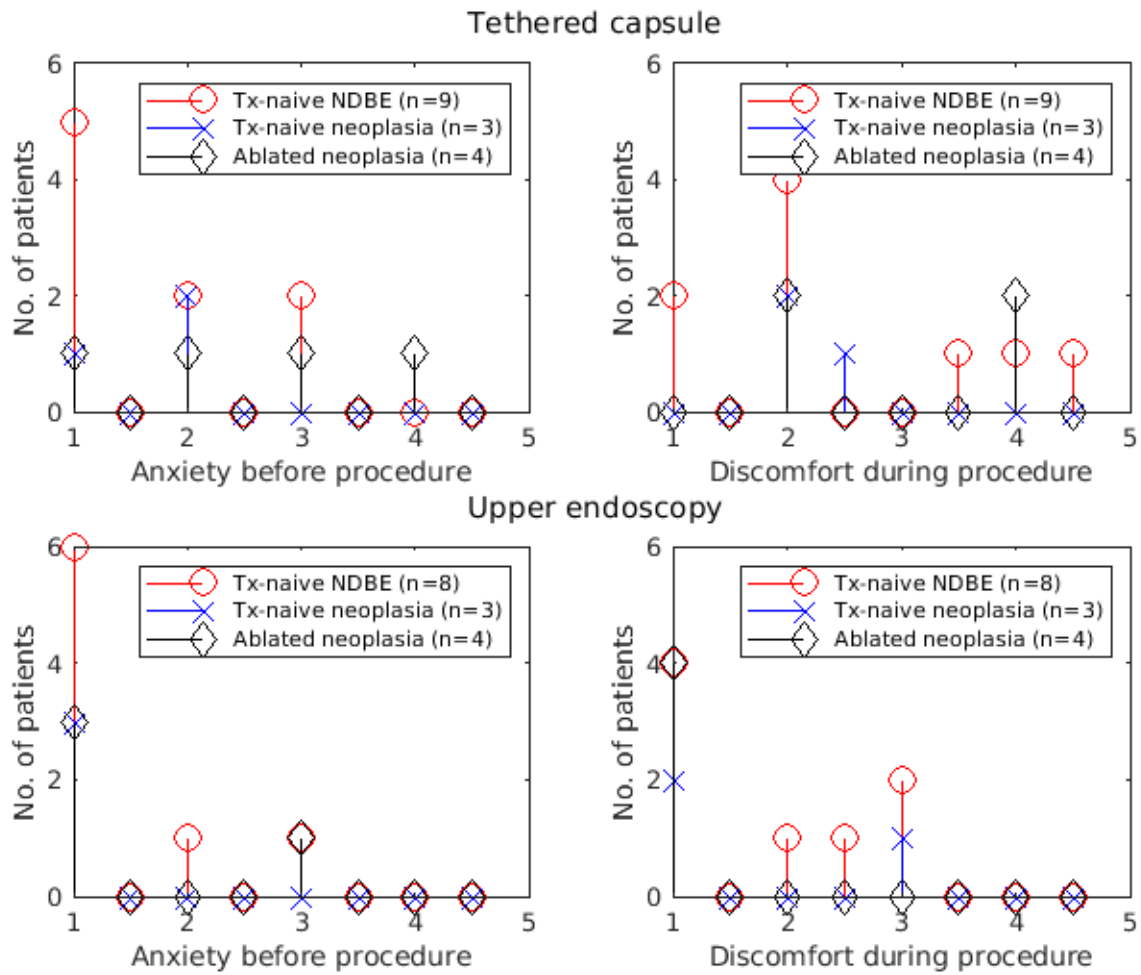 Tethered capsule
6
4
2
0
No. of patients
Tx-naive NDBE (n=9)
Tx-naive neoplasia (n=3)
Ablated neoplasia (n=4)
1 2 3 4 5
Anxiety before procedure
6
4
2
0
No. of patients
Tx-naive NDBE (n=9)
Tx-naive neoplasia (n=3)
Ablated neoplasia (n=4)
1 2 3 4 5
Discomfort during procedure
Upper endoscopy
6
4
2
0
No. of patients
Tx-naive NDBE (n=8)
Tx-naive neoplasia (n=3)
Ablated neoplasia (n=4)
1 2 3 4 5
Anxiety before procedure
6
4
2
0
No. of patients
Tx-naive NDBE (n=8)
Tx-naive neoplasia (n=3)
Ablated neoplasia (n=4)
1 2 3 4 5
Discomfort during procedure